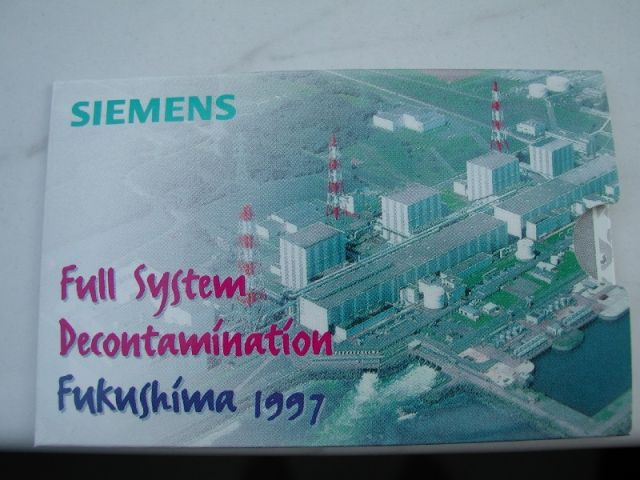 SIEMENS
Full System
Decontamination
Fukushima 1997